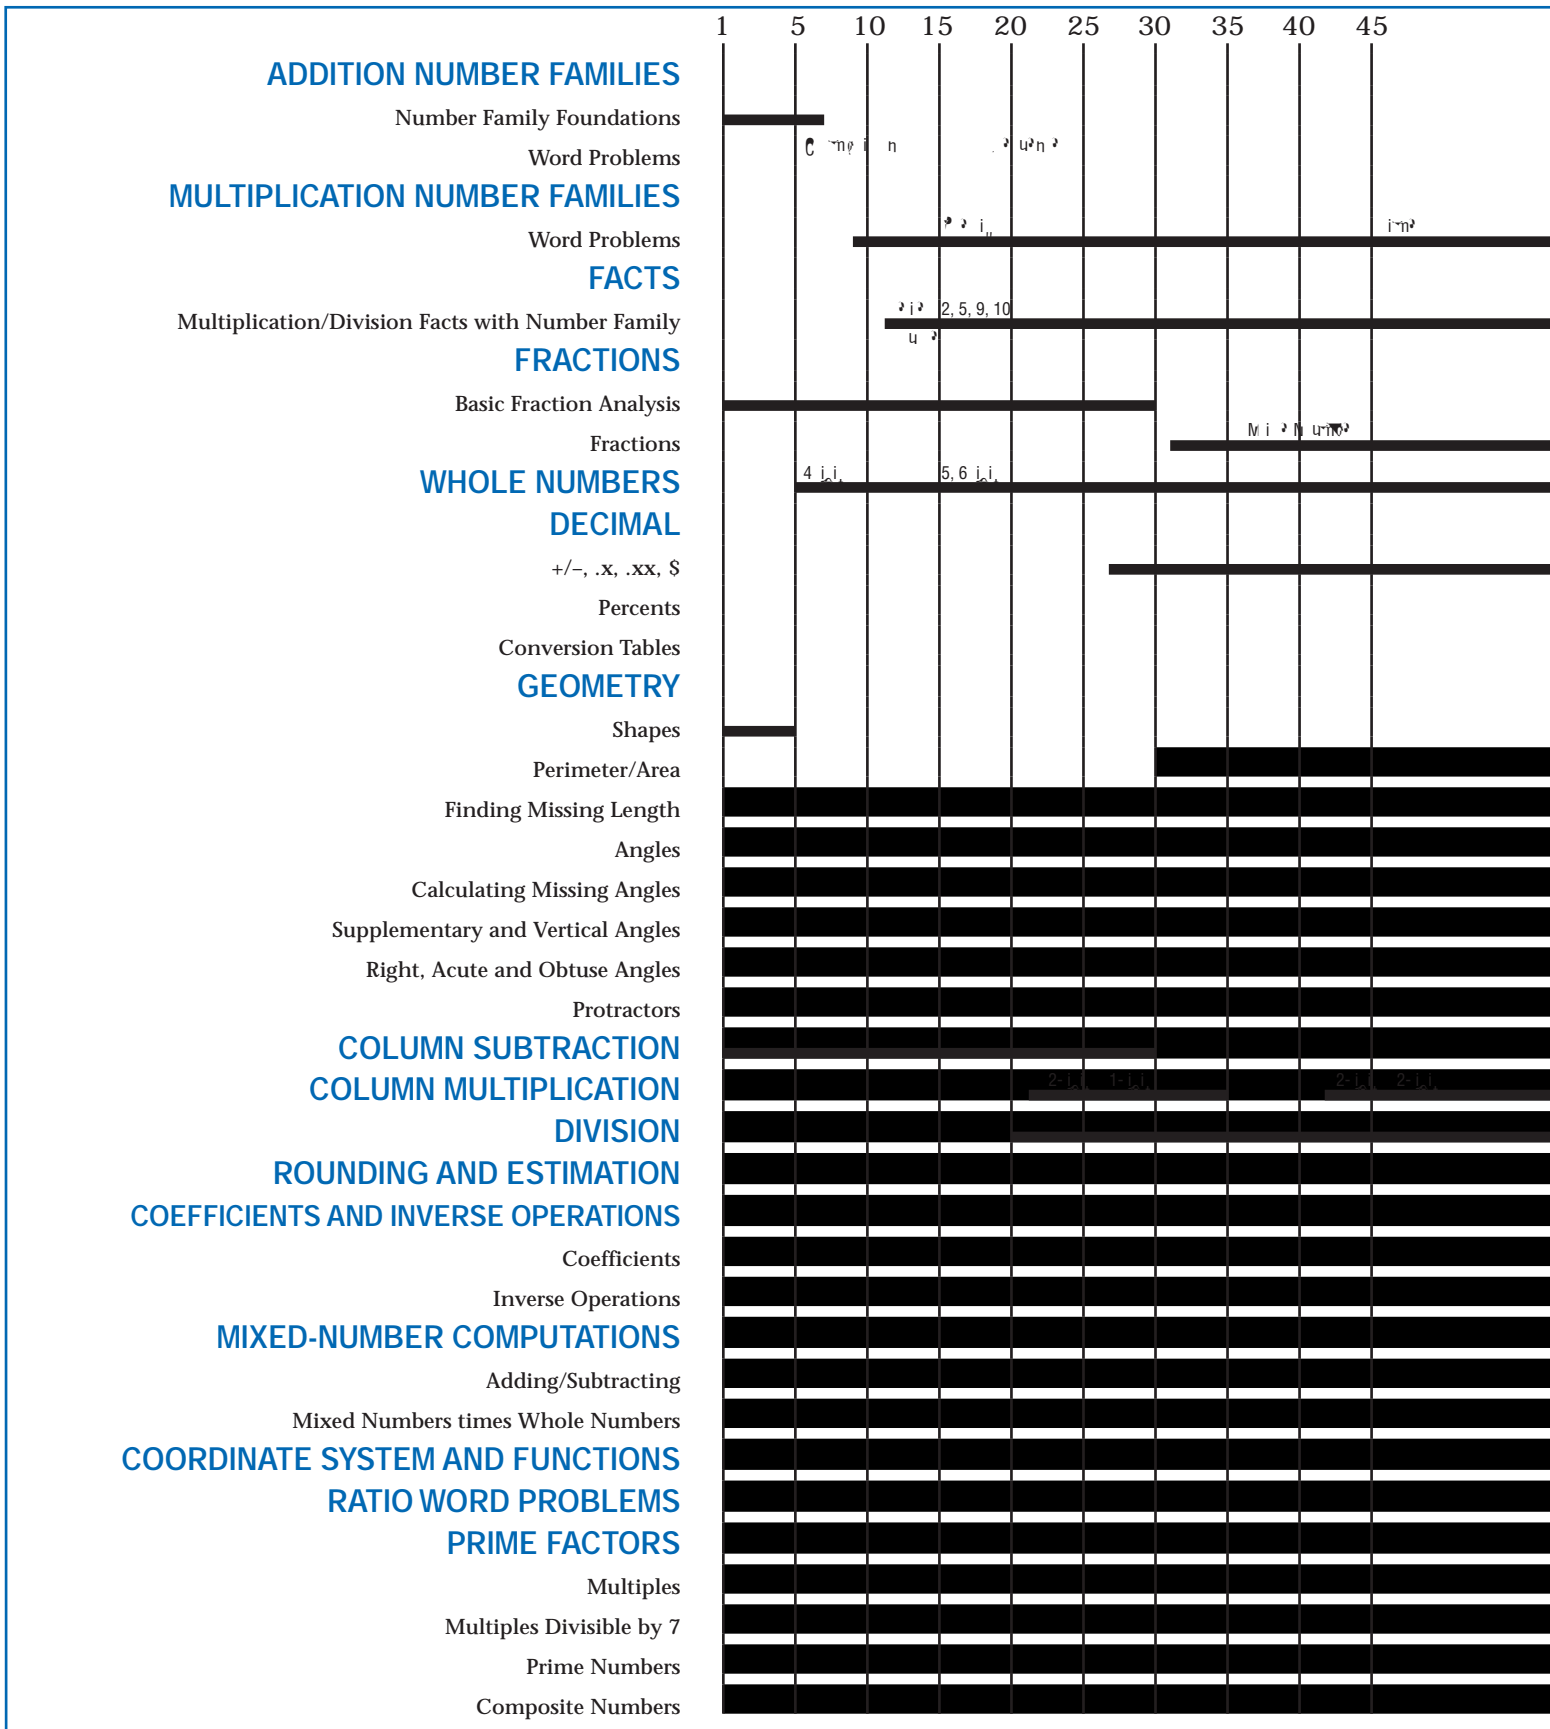 1 5 10 15 20 25 30 35 40 45
ADDITION NUMBER FAMILIES
Number Family Foundations
Word Problems
MULTIPLICATION NUMBER FAMILIES
Word Problems
FACTS
2, 5, 9, 10
Multiplication/Division Facts with Number Family
FRACTIONS
Basic Fraction Analysis
Fractions
WHOLE NUMBERS 4 5, 6
DECIMAL
+/–, .x, .xx, $
Percents
Conversion Tables
GEOMETRY
Shapes
Perimeter/Area
Finding Missing Length
Angles
Calculating Missing Angles
Supplementary and Vertical Angles
Right, Acute and Obtuse Angles
Protractors
COLUMN SUBTRACTION
COLUMN MULTIPLICATION
DIVISION
ROUNDING AND ESTIMATION
COEFFICIENTS AND INVERSE OPERATIONS
Coefficients
Inverse Operations
MIXED-NUMBER COMPUTATIONS
Adding/Subtracting
Mixed Numbers times Whole Numbers
COORDINATE SYSTEM AND FUNCTIONS
RATIO WORD PROBLEMS
PRIME FACTORS
Multiples
Multiples Divisible by 7
Prime Numbers
Composite Numbers